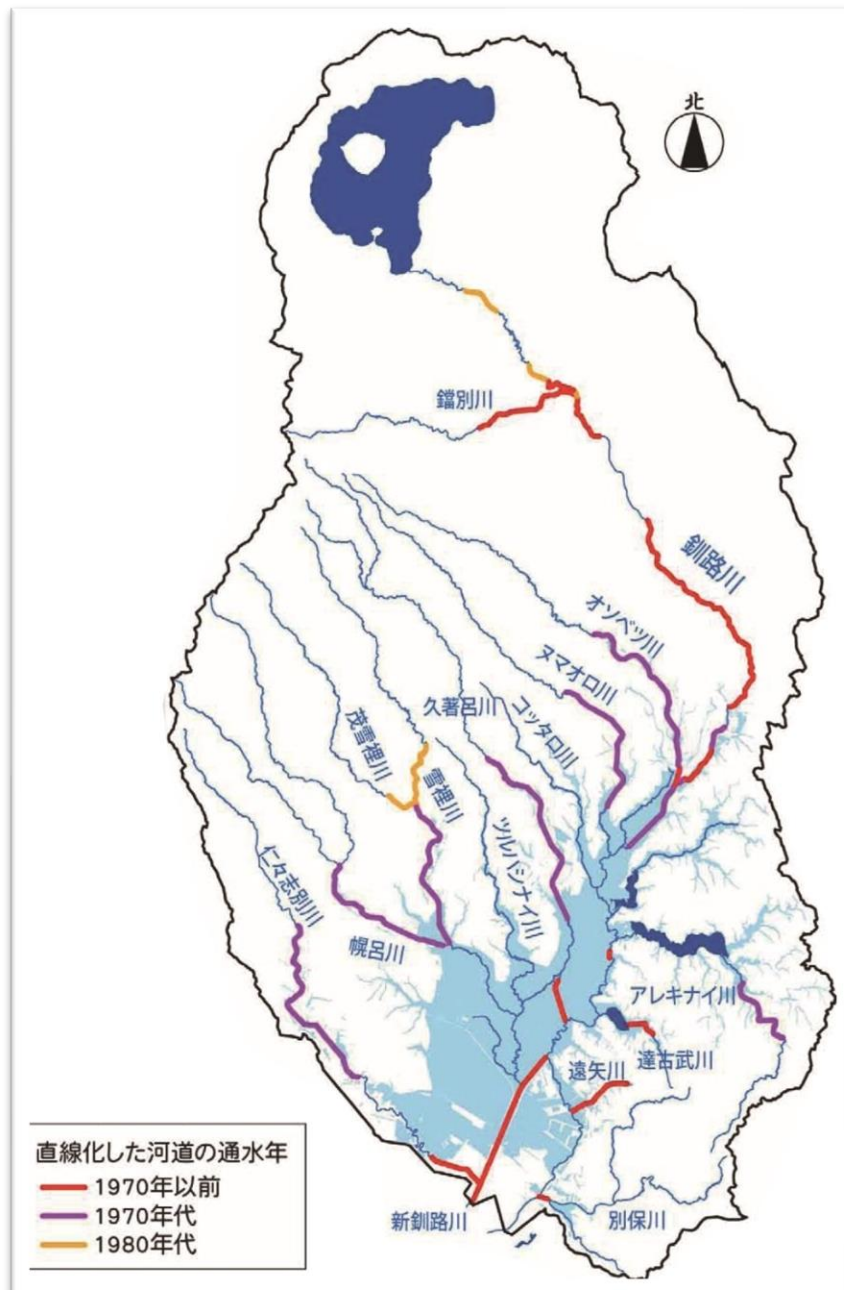 北
鐺別川
釧路川
オソベツ川
ヌマオロ川
コッタロ川
久著呂川
茂雪裡川
雪裡川
ツルハシナイ川
仁々志別川
幌呂川
アレキナイ川
達古武川
遠矢川
別保川
新釧路川
直線化した河道の通水年
1970年以前
1970年代
1980年代